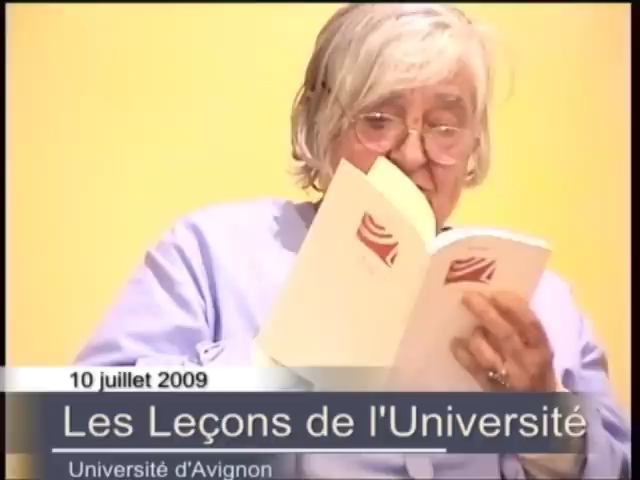 10 juillet 2009
Les Leçons de l'Université
Université d'Avignon